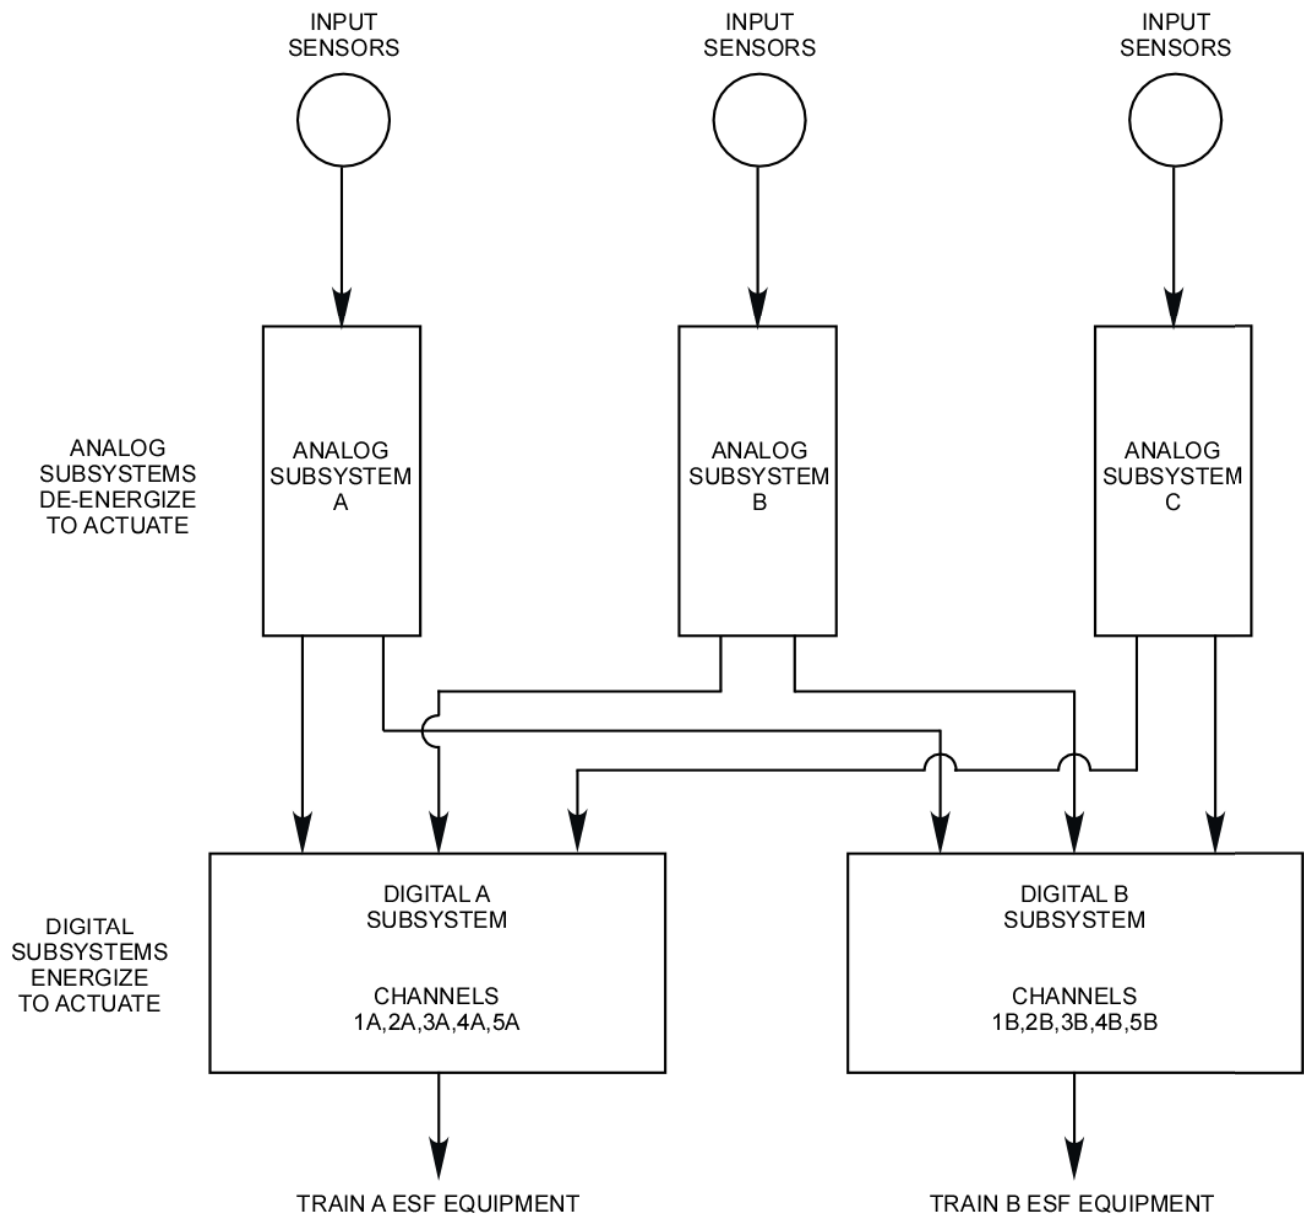 INPUT
SENSORS
INPUT
SENSORS
INPUT
SENSORS
ANALOG
SUBSYSTEMS
DE-ENERGIZE
TO ACTUATE
ANALOG
SUBSYSTEM
A
ANALOG
SUBSYSTEM
B
ANALOG
SUBSYSTEM
C
DIGITAL
SUBSYSTEMS
ENERGIZE
TO ACTUATE
DIGITAL A
SUBSYSTEM
CHANNELS
1A,2A,3A,4A,5A
DIGITAL B
SUBSYSTEM
CHANNELS
1B,2B,3B,4B,5B
TRAIN A ESF EQUIPMENT
TRAIN B ESF EQUIPMENT